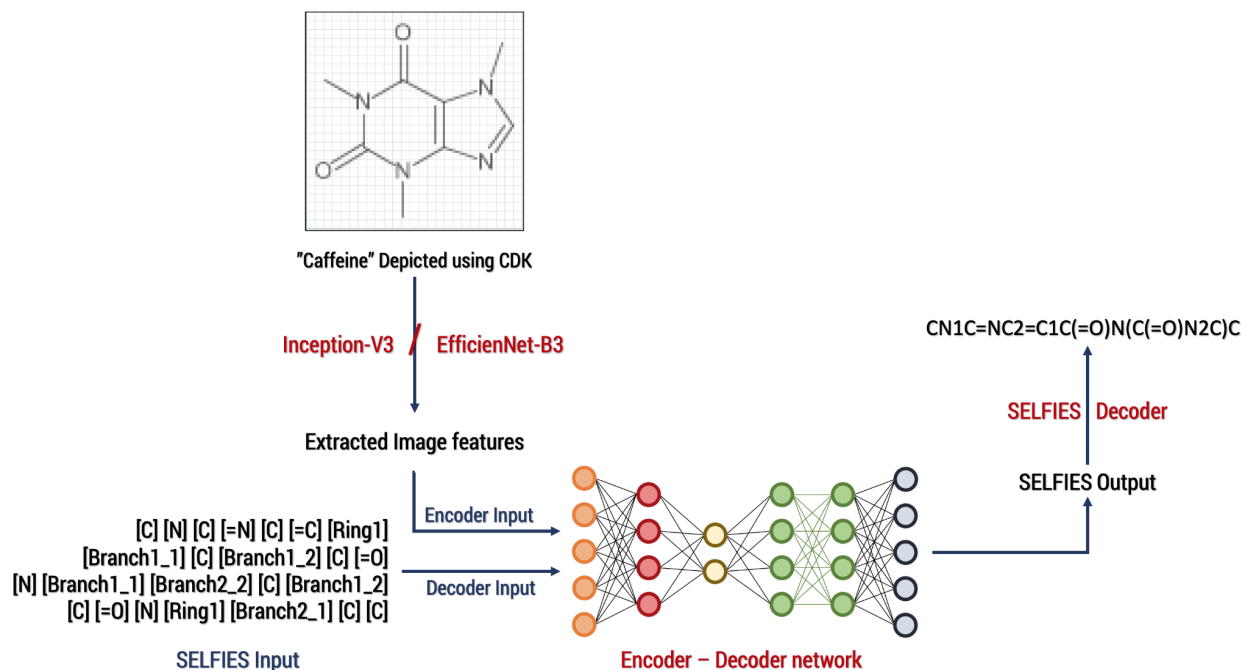 O
N
N
O
N
N
"Caffeine" Depicted using CDK
Inception-V3 / EfficienNet-B3
Extracted Image features
Encoder Input
[C] [N] [C] [=N] [C] [=C] [Ring1]
[Branch1_1] [C] [Branch1_2] [C] [=O]
[N] [Branch1_1] [Branch2_2] [C] [Branch1_2]
[C] [=O] [N] [Ring1] [Branch2_1] [C] [C]
Decoder Input
SELFIES Input
Encoder – Decoder network
CN1C=NC2=C1C(=O)N(C(=O)N2C)C
SELFIES Decoder
SELFIES Output